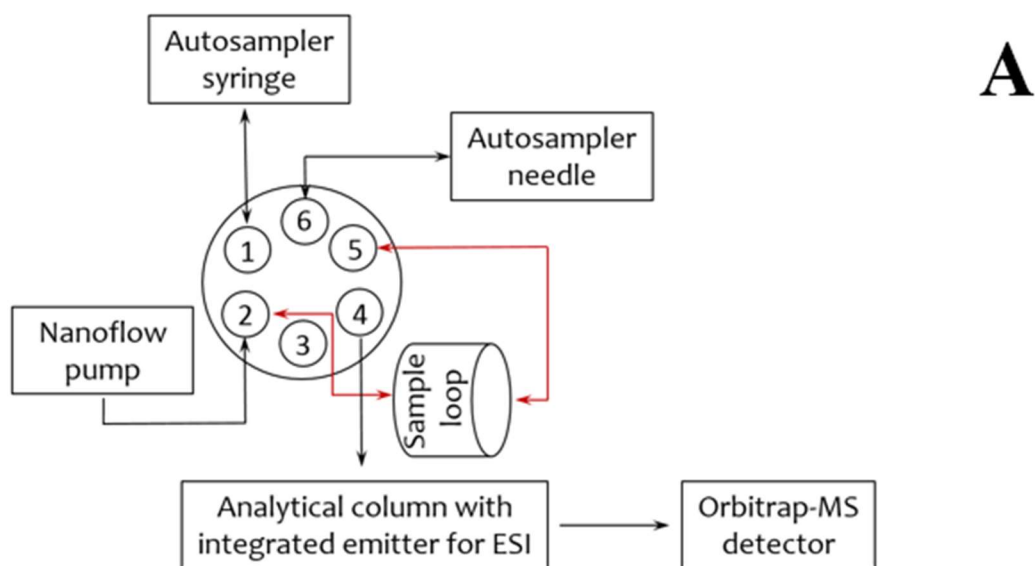 Autosampler
syringe
A
Autosampler
needle
6
1
5
2
4
3
Nanoflow
pump
Sample
loop
Analytical column with
integrated emitter for ESI
Orbitrap-MS
detector